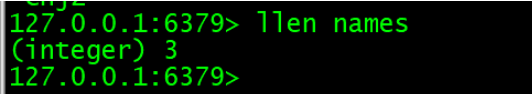 127.0.0.1:6379> llen names
(integer) 3
127.0.0.1:6379>